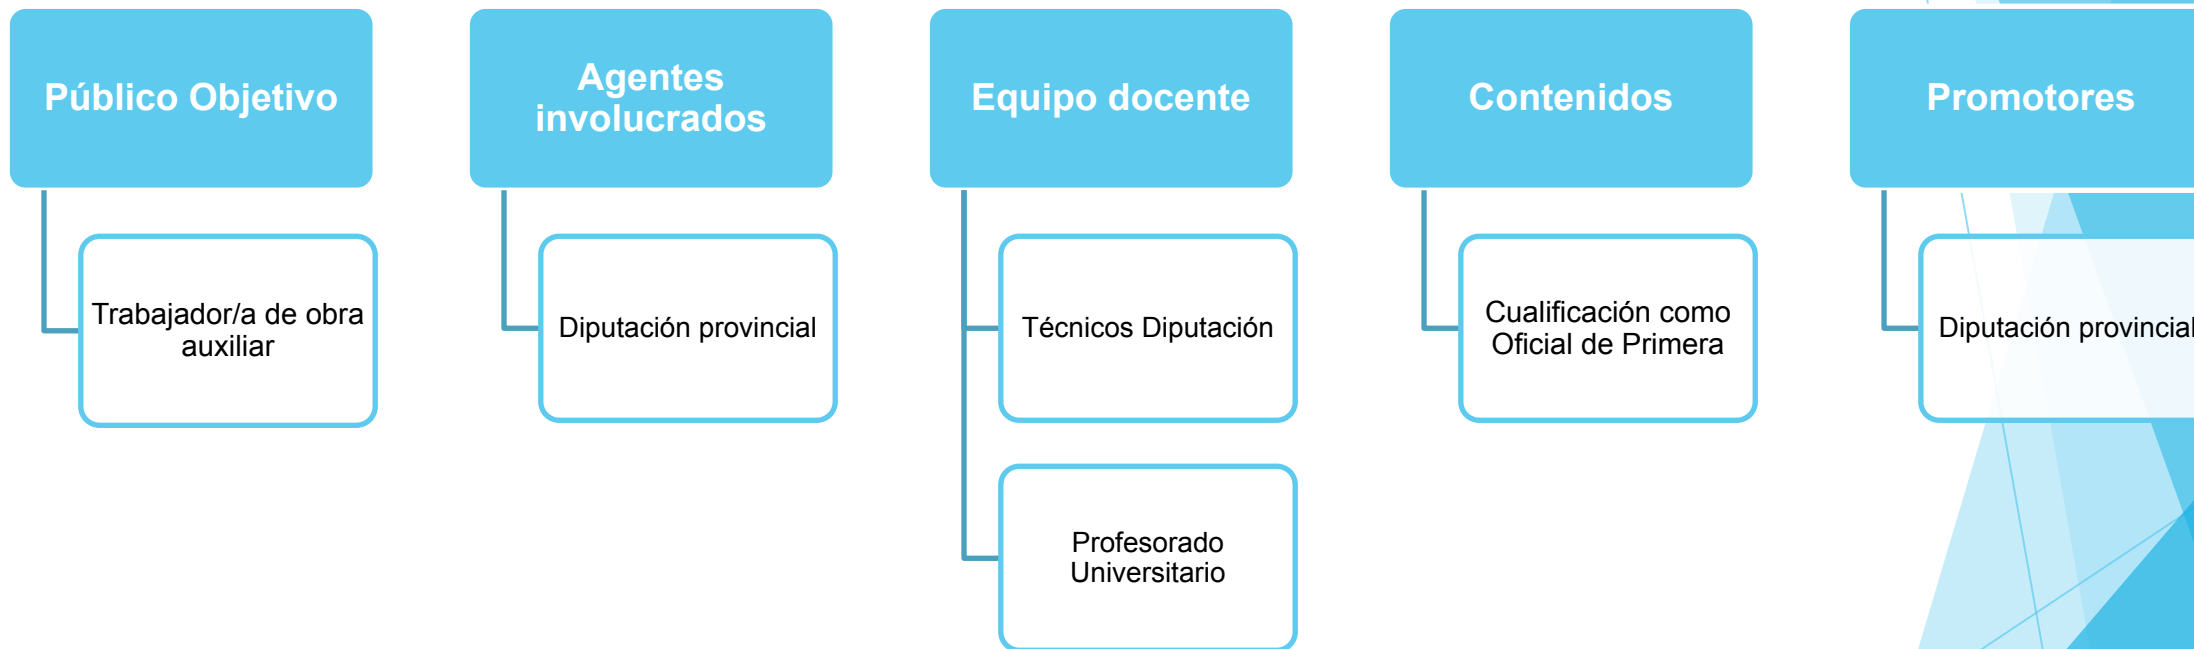 Público Objetivo
Trabajador/a de obra
auxiliar
Agentes
involucrados
Diputación provincial
Equipo docente
Técnicos Diputación
Profesorado
Universitario
Contenidos
Cualificación como
Oficial de Primera
Promotores
Diputación provincial